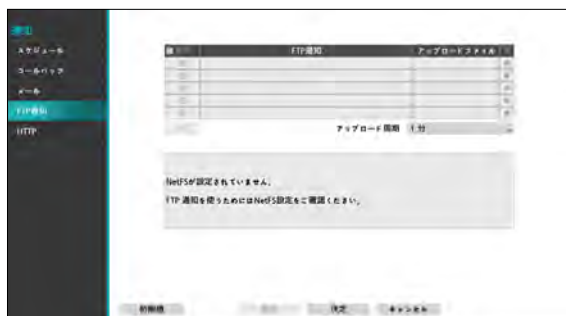 通知
スケジュール
コールバック
メール
FTP通知
HTTP
FTP通知 アップロードファイル
アップロード周期 1 分
NetFSが設定されていません。
FTP 通知を使うためにはNetFS設定をご確認ください。
初期値 決定 キャンセル